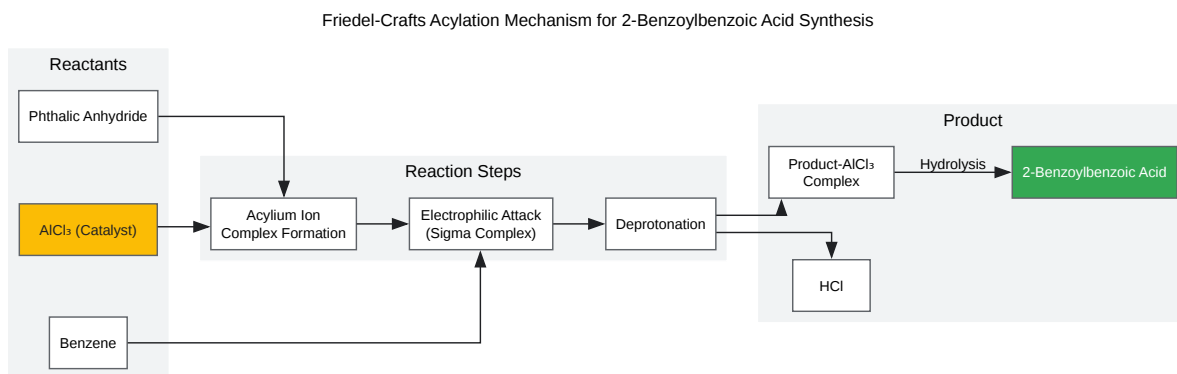 Friedel-Crafts Acylation Mechanism for 2-Benzoylbenzoic Acid Synthesis
Reactants
Phthalic Anhydride
AlCl₃ (Catalyst)
Benzene
Reaction Steps
Acylium Ion
Complex Formation
Electrophilic Attack
(Sigma Complex)
Deprotonation
Product
Product-AlCl₃
Complex
Hydrolysis
2-Benzoylbenzoic Acid
HCl